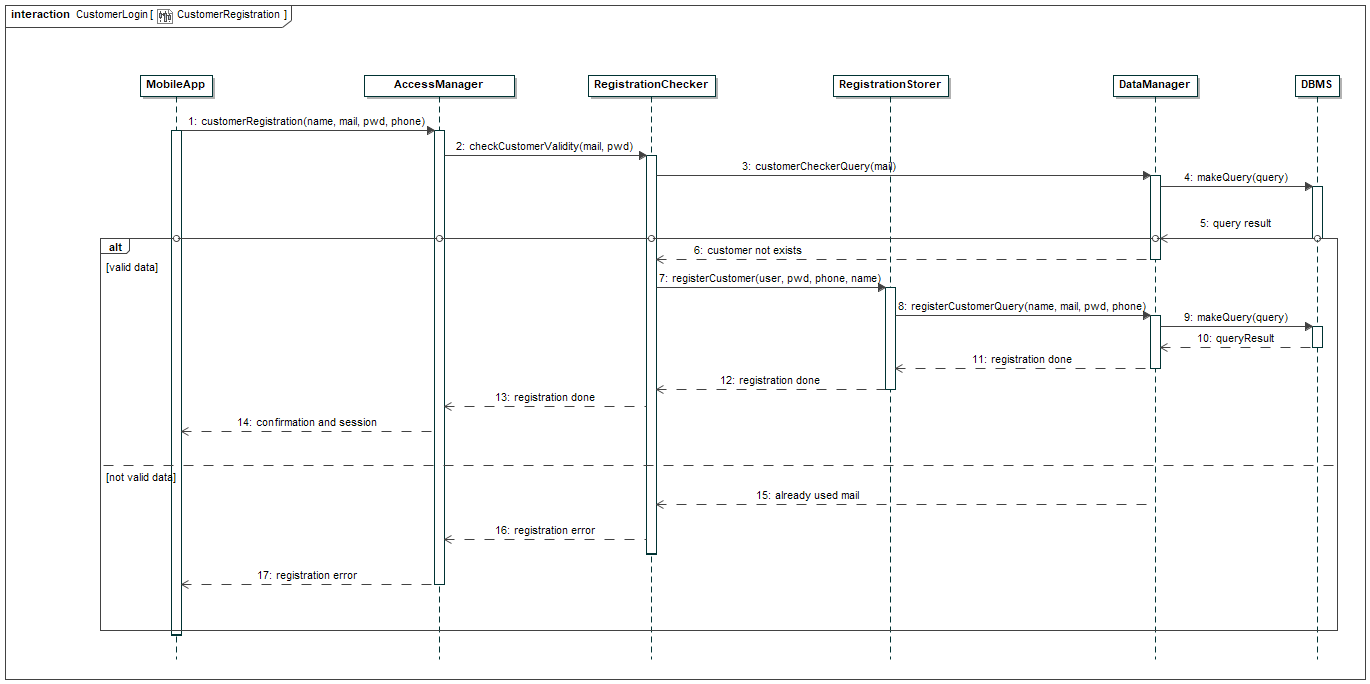 interaction CustomerLogin [ CustomerRegistration ]
MobileApp
AccessManager
RegistrationChecker
RegistrationStorer
DataManager
DBMS
1: customerRegistration(name, mail, pwd, phone)
2: checkCustomerValidity(mail, pwd)
3: customerCheckerQuery(mail)
4: makeQuery(query)
5: query result
alt
6: customer not exists
[valid data]
7: registerCustomer(user, pwd, phone, name)
8: registerCustomerQuery(name, mail, pwd, phone)
9: makeQuery(query)
10: queryResult
11: registration done
12: registration done
13: registration done
14: confirmation and session
[not valid data]
15: already used mail
16: registration error
17: registration error